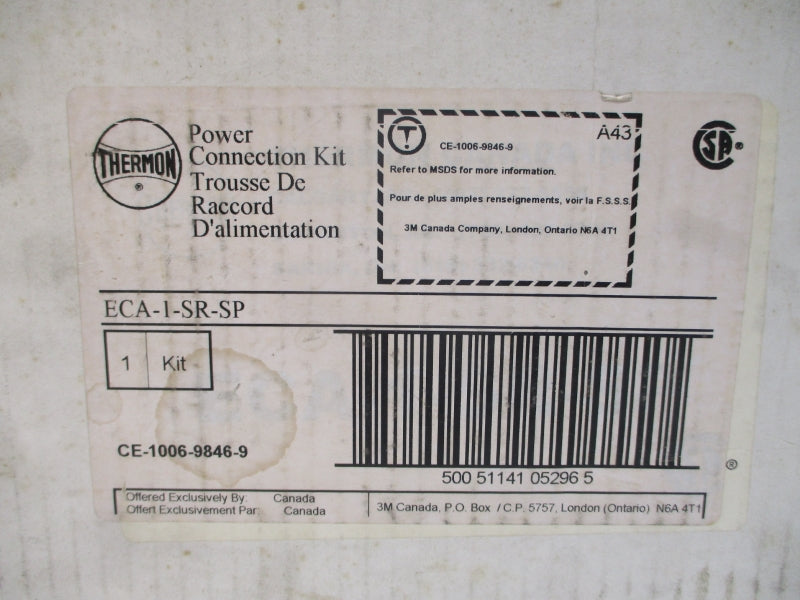 THERMON
®
Power
Connection Kit
Trousse De
Raccord
D'alimentation
T
CE-1006-9846-9
A43
Refer to MSDS for more information.
Pour de plus amples renseignements, voir la F.S.S.S.
3M Canada Company, London, Ontario N6A 4T1
SP®
ECA-1-SR-SP
1 Kit
CE-1006-9846-9
500 51141 05296 5
®
Offered Exclusively By: Canada
Offert Exclusivement Par: Canada
3M Canada, P.O. Box / C.P. 5757, London (Ontario) N6A 4T1